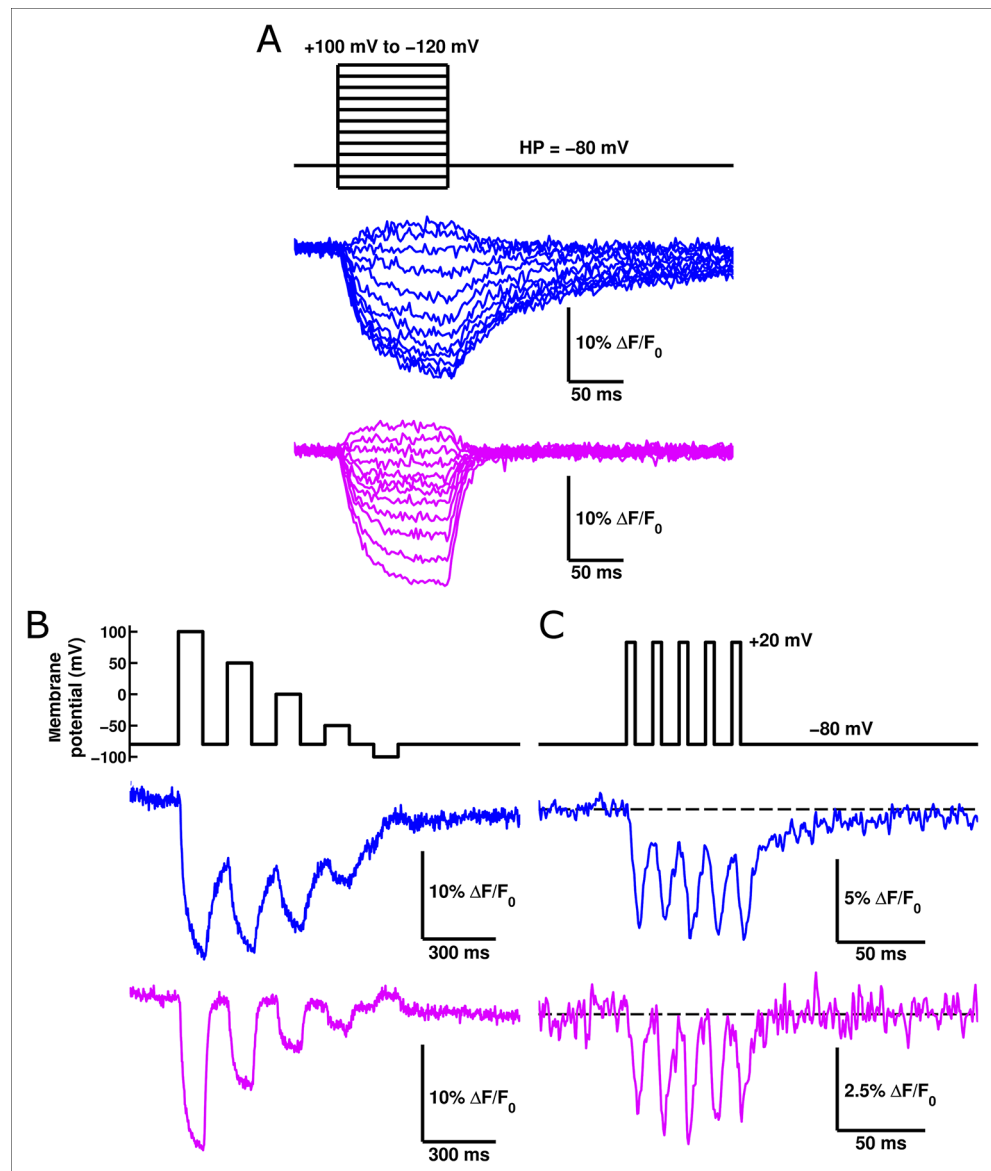 A
+100 mV to −120 mV
HP = −80 mV
10% ΔF/F0
50 ms
10% ΔF/F0
50 ms
B
Membrane
potential (mV)
100
50
0
−50
−100
10% ΔF/F0
300 ms
10% ΔF/F0
300 ms
C
+20 mV
−80 mV
5% ΔF/F0
50 ms
2.5% ΔF/F0
50 ms